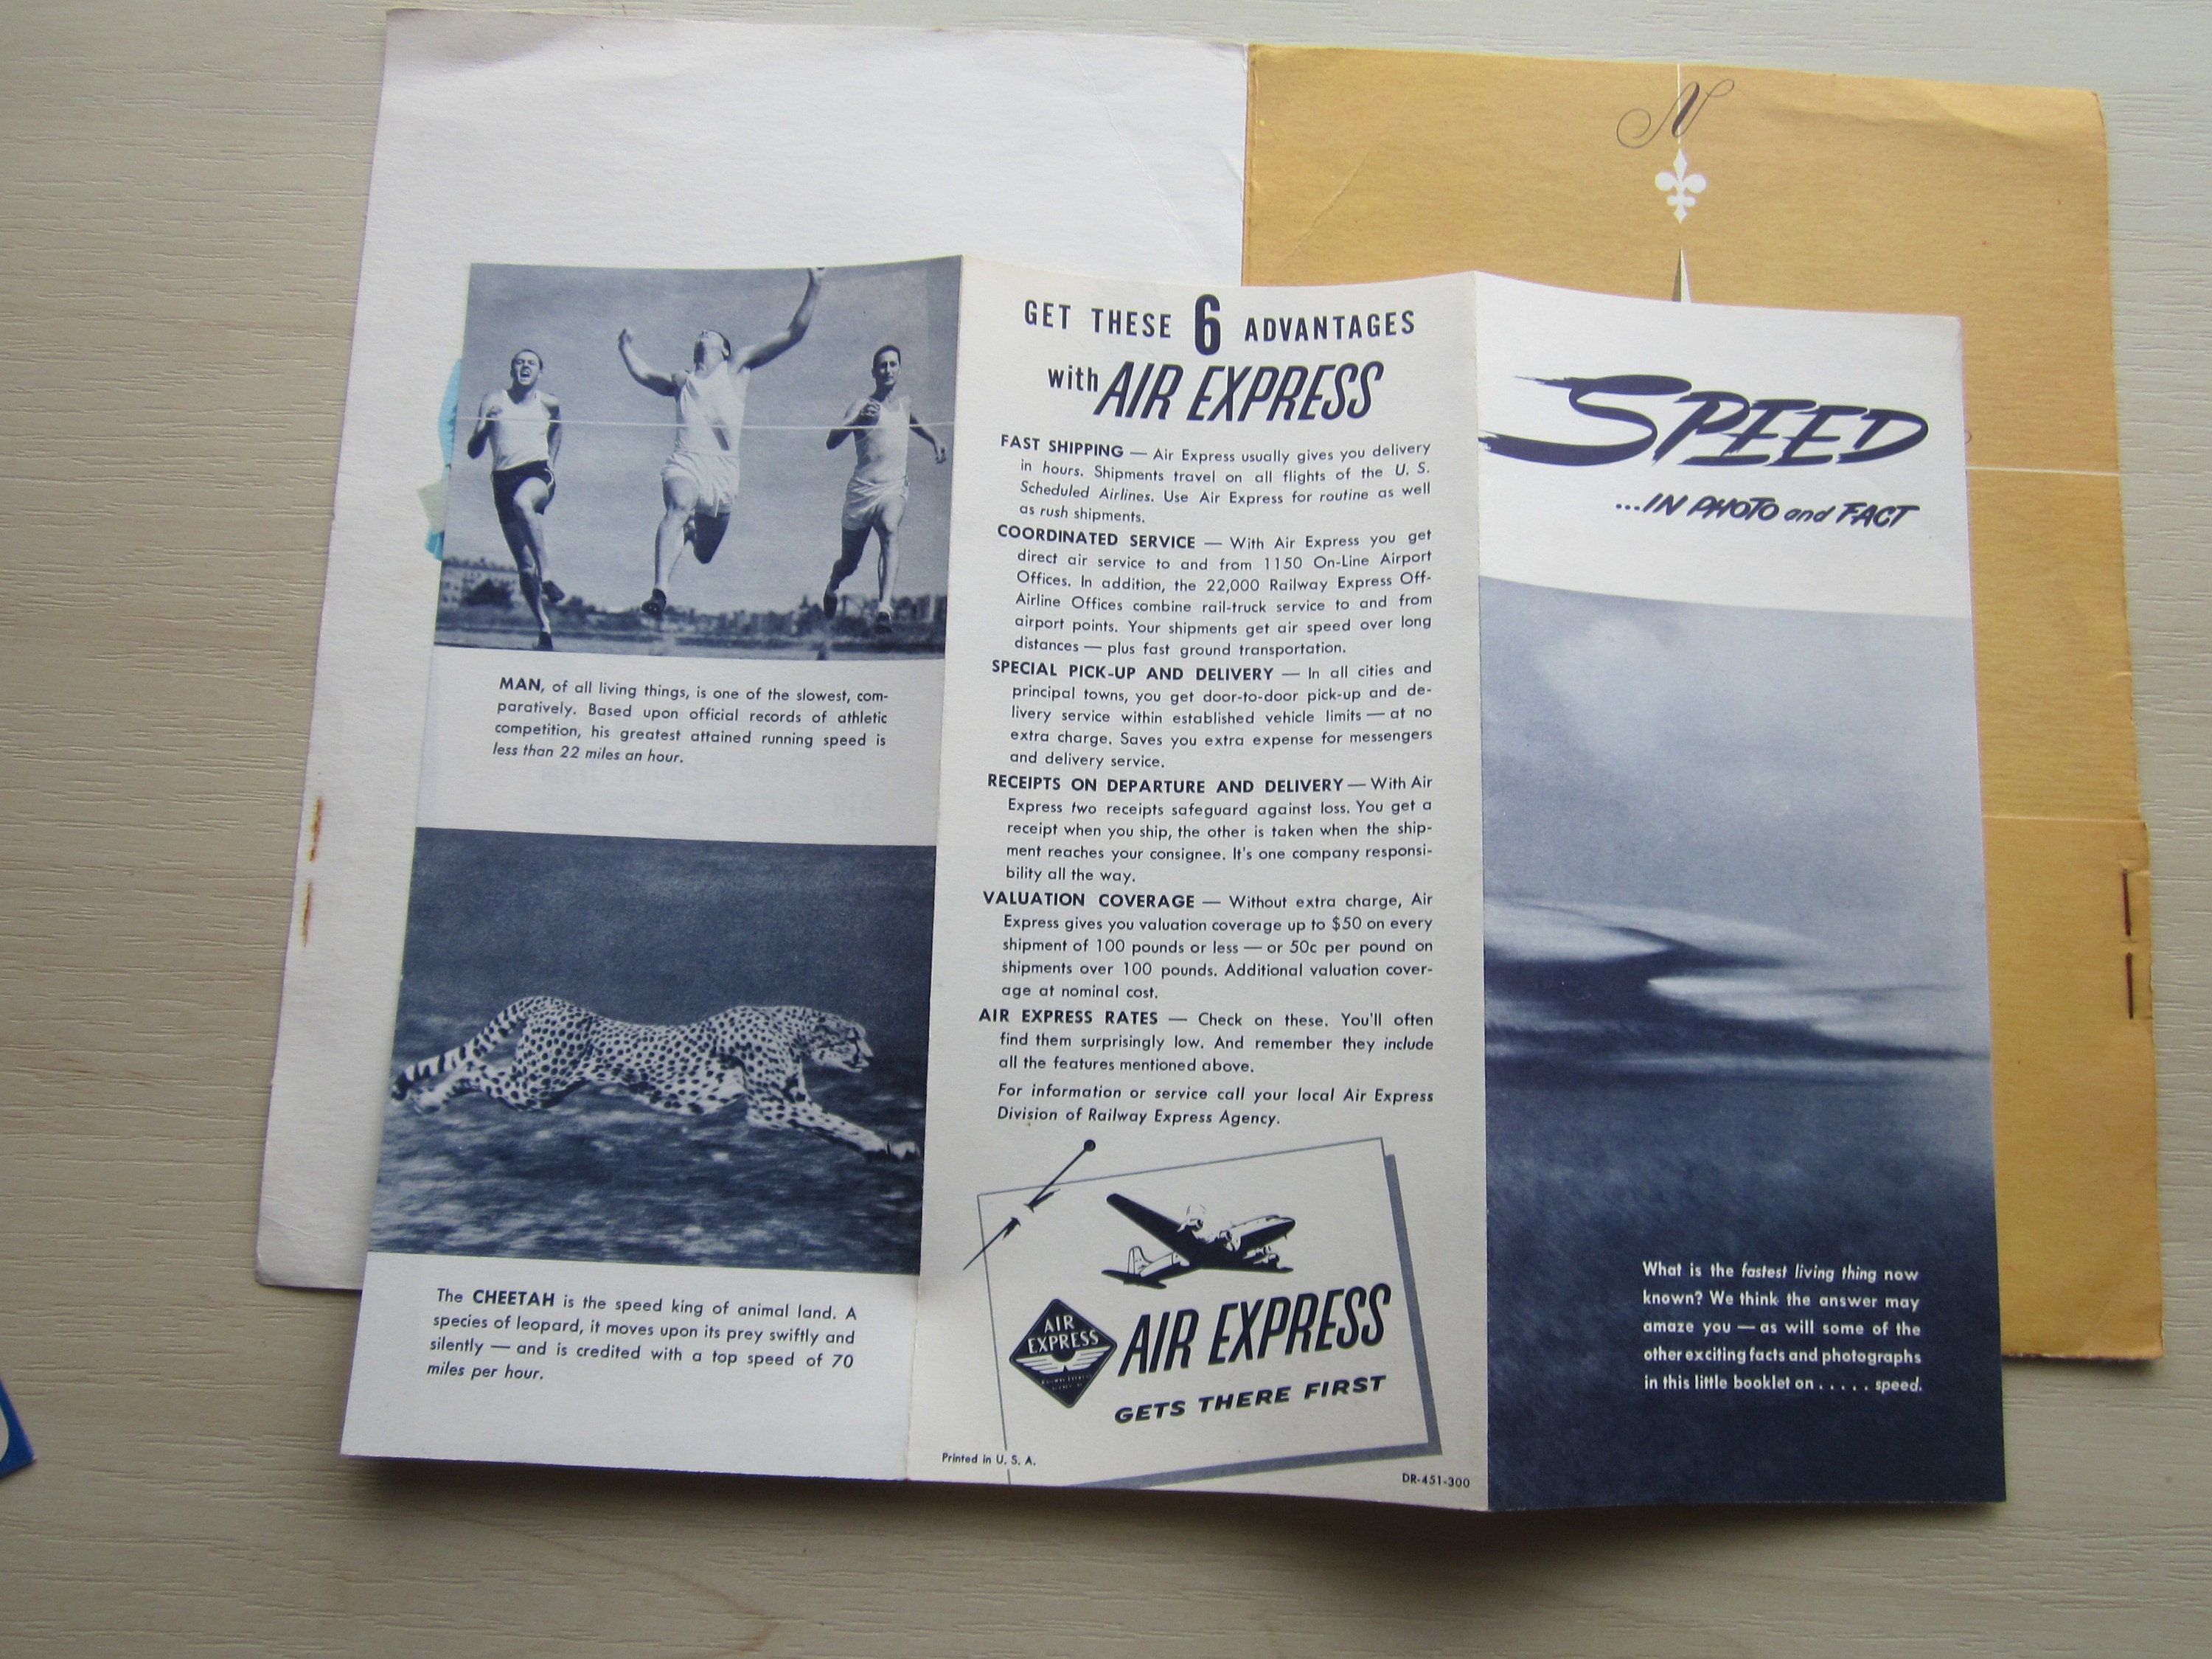 N
MAN, of all living things, is one of the slowest, com-
paratively. Based upon official records of athletic
competition, his greatest attained running speed is
less than 22 miles an hour.
The CHEETAH is the speed king of animal land. A
species of leopard, it moves upon its prey swiftly and
silently — and is credited with a top speed of 70
miles per hour.
GET THESE 6 ADVANTAGES
with AIR EXPRESS
FAST SHIPPING — Air Express usually gives you delivery
in hours. Shipments travel on all flights of the U. S.
Scheduled Airlines. Use Air Express for routine as well
as rush shipments.
COORDINATED SERVICE — With Air Express you get
direct air service to and from 1150 On-Line Airport
Offices. In addition, the 22,000 Railway Express Off-
Airline Offices combine rail-truck service to and from
airport points. Your shipments get air speed over long
distances — plus fast ground transportation.
SPECIAL PICK-UP AND DELIVERY — In all cities and
principal towns, you get door-to-door pick-up and de-
livery service within established vehicle limits — at no
extra charge. Saves you extra expense for messengers
and delivery service.
RECEIPTS ON DEPARTURE AND DELIVERY — With Air
Express two receipts safeguard against loss. You get a
receipt when you ship, the other is taken when the ship-
ment reaches your consignee. It's one company responsi-
bility all the way.
VALUATION COVERAGE — Without extra charge, Air
Express gives you valuation coverage up to $50 on every
shipment of 100 pounds or less — or 50c per pound on
shipments over 100 pounds. Additional valuation cover-
age at nominal cost.
AIR EXPRESS RATES — Check on these. You'll often
find them surprisingly low. And remember they include
all the features mentioned above.
For information or service call your local Air Express
Division of Railway Express Agency.
AIR
EXPRESS
AIR EXPRESS
GETS THERE FIRST
Printed in U. S. A.
DR-451-300
SPEED
...IN PHOTO and FACT
What is the fastest living thing now
known? We think the answer may
amaze you — as will some of the
other exciting facts and photographs
in this little booklet on . . . . . speed.